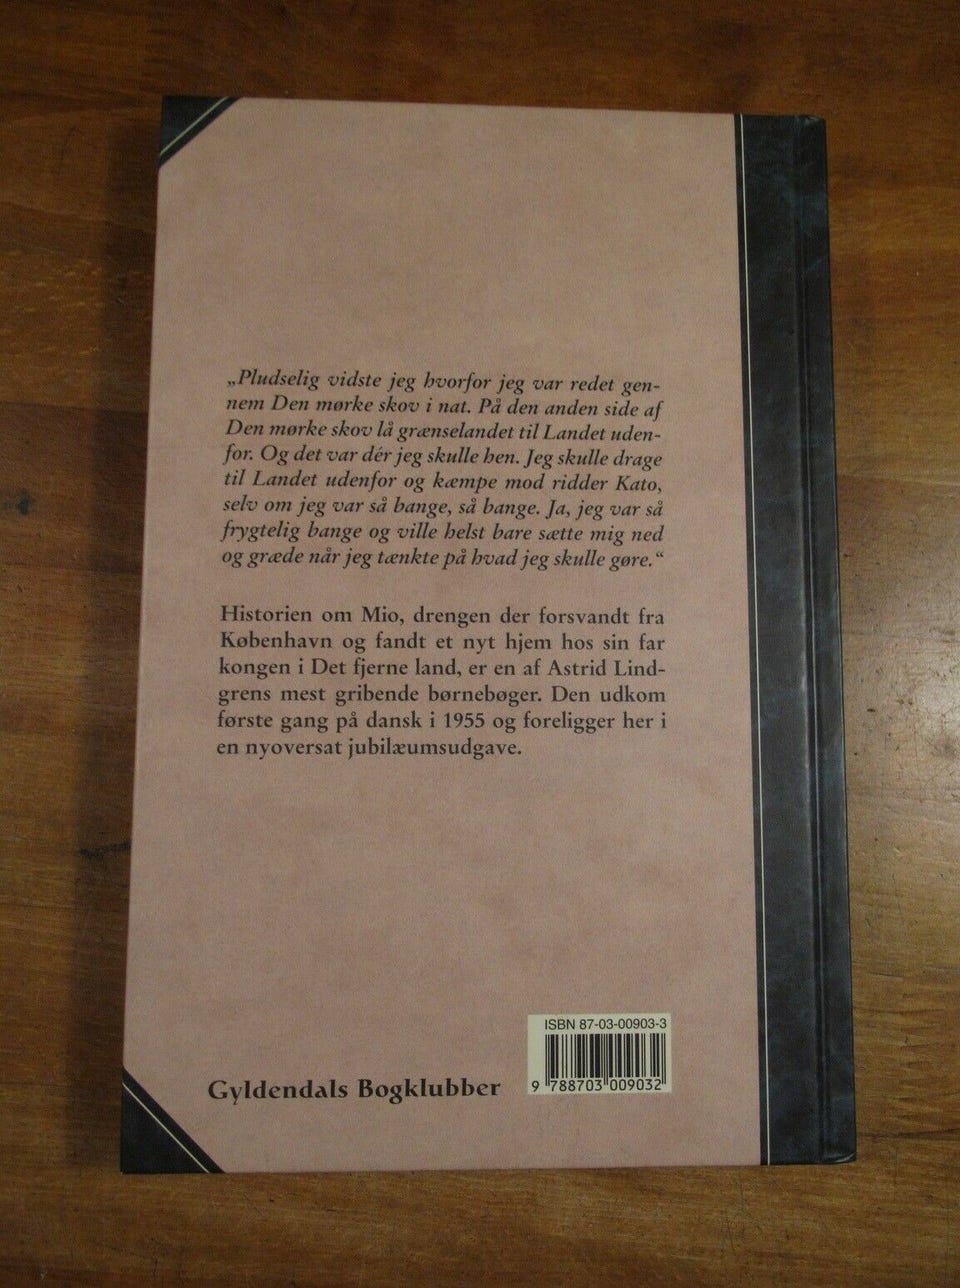 „Pludselig vidste jeg hvorfor jeg var redet gen-
nem Den mørke skov i nat. På den anden side af
Den mørke skov lå grænselandet til Landet uden-
for. Og det var dér jeg skulle hen. Jeg skulle drage
til Landet udenfor og kæmpe mod ridder Kato,
selv om jeg var så bange, så bange. Ja, jeg var så
frygtelig bange og ville helst bare sætte mig ned
og græde når jeg tænkte på hvad jeg skulle gøre.“
Historien om Mio, drengen der forsvandt fra
København og fandt et nyt hjem hos sin far
kongen i Det fjerne land, er en af Astrid Lind-
grens mest gribende børnebøger. Den udkom
første gang på dansk i 1955 og foreligger her i
en nyoversat jubilæumsudgave.
ISBN 87-03-00903-3
9 788703 009032
Gyldendals Bogklubber